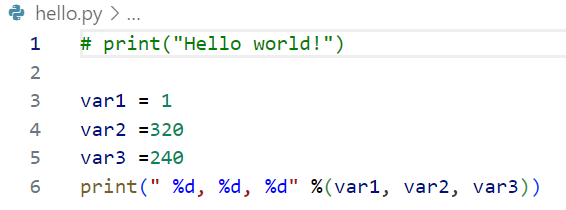 hello.py > ...
1 # print("Hello world!")
2
3 var1 = 1
4 var2 =320
5 var3 =240
6 print(" %d, %d, %d" %(var1, var2, var3))